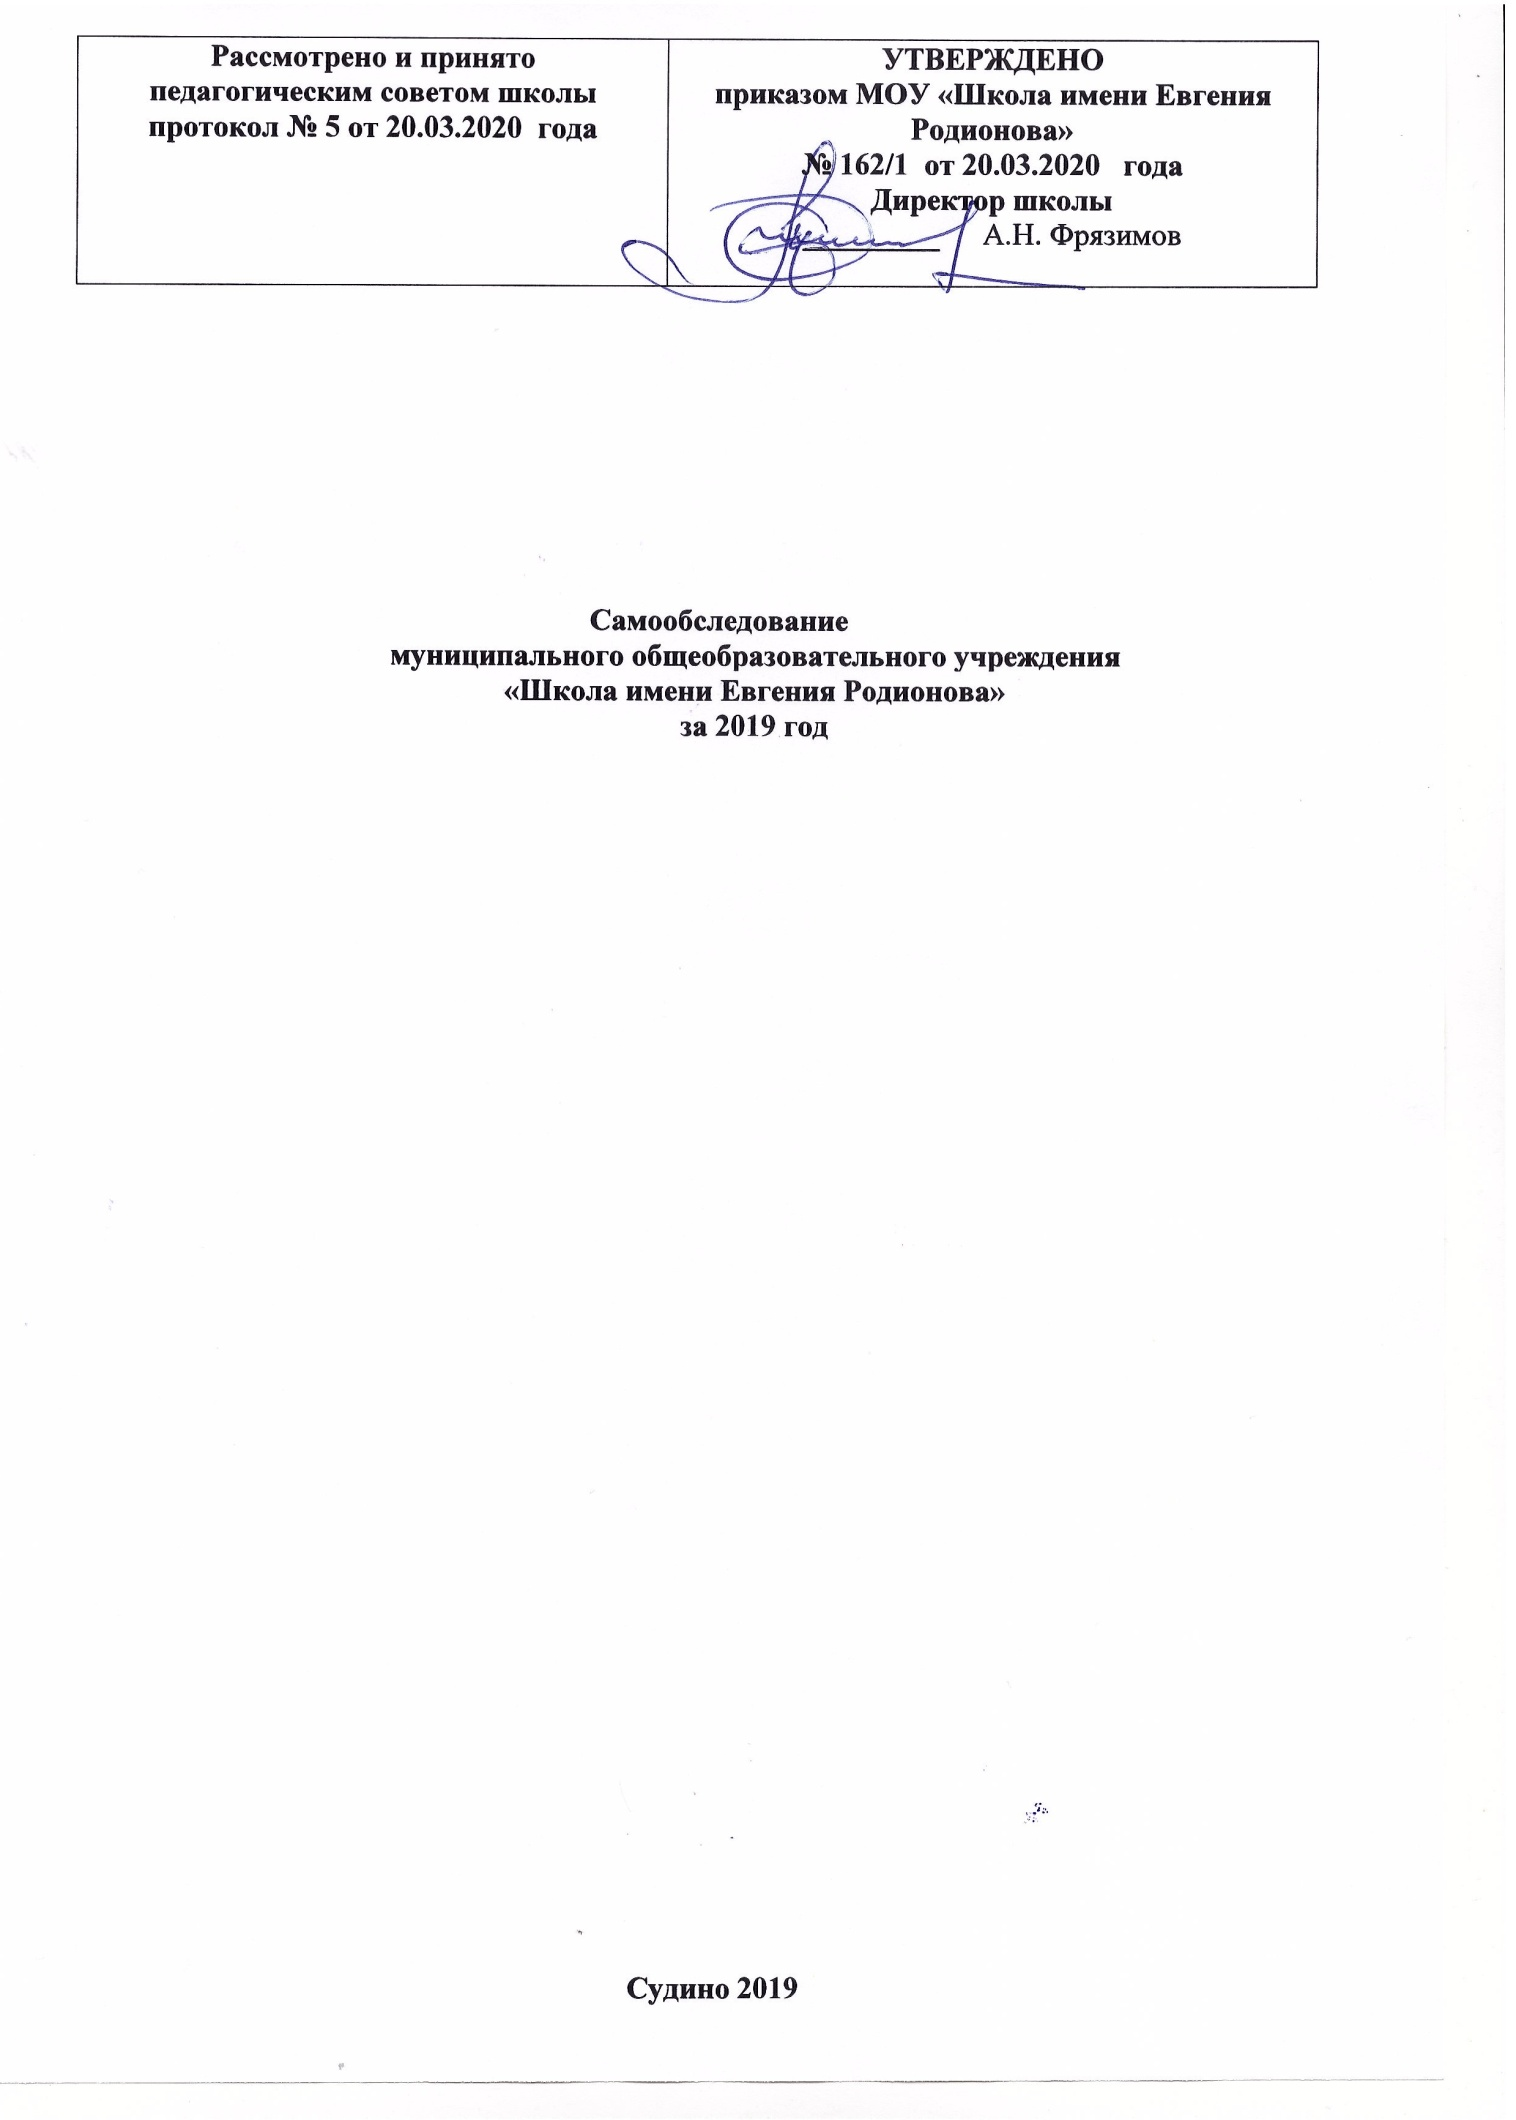 Рассмотрено и принято
педагогическим советом школы
протокол № 5 от 20.03.2020 года
УТВЕРЖДЕНО
приказом МОУ «Школа имени Евгения
Родионова»
№ 162/1 от 20.03.2020 года
Директор школы
А.Н. Фрязимов
Самообследование
муниципального общеобразовательного учреждения
«Школа имени Евгения Родионова»
за 2019 год
Судино 2019